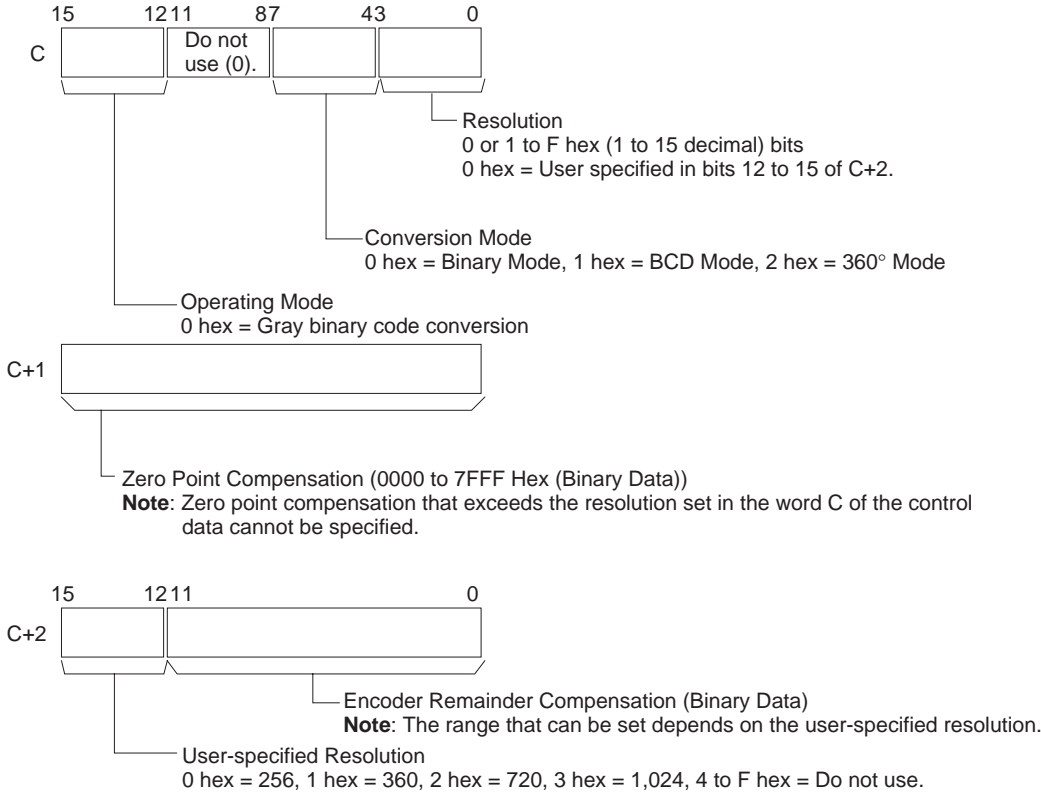 15 12 11 8 7 4 3 0
C
Do not
use (0).
Resolution
0 or 1 to F hex (1 to 15 decimal) bits
0 hex = User specified in bits 12 to 15 of C+2.
Conversion Mode
0 hex = Binary Mode, 1 hex = BCD Mode, 2 hex = 360° Mode
Operating Mode
0 hex = Gray binary code conversion
C+1
Zero Point Compensation (0000 to 7FFF Hex (Binary Data))
Note: Zero point compensation that exceeds the resolution set in the word C of the control
data cannot be specified.
15 12 11 0
C+2
Encoder Remainder Compensation (Binary Data)
Note: The range that can be set depends on the user-specified resolution.
User-specified Resolution
0 hex = 256, 1 hex = 360, 2 hex = 720, 3 hex = 1,024, 4 to F hex = Do not use.